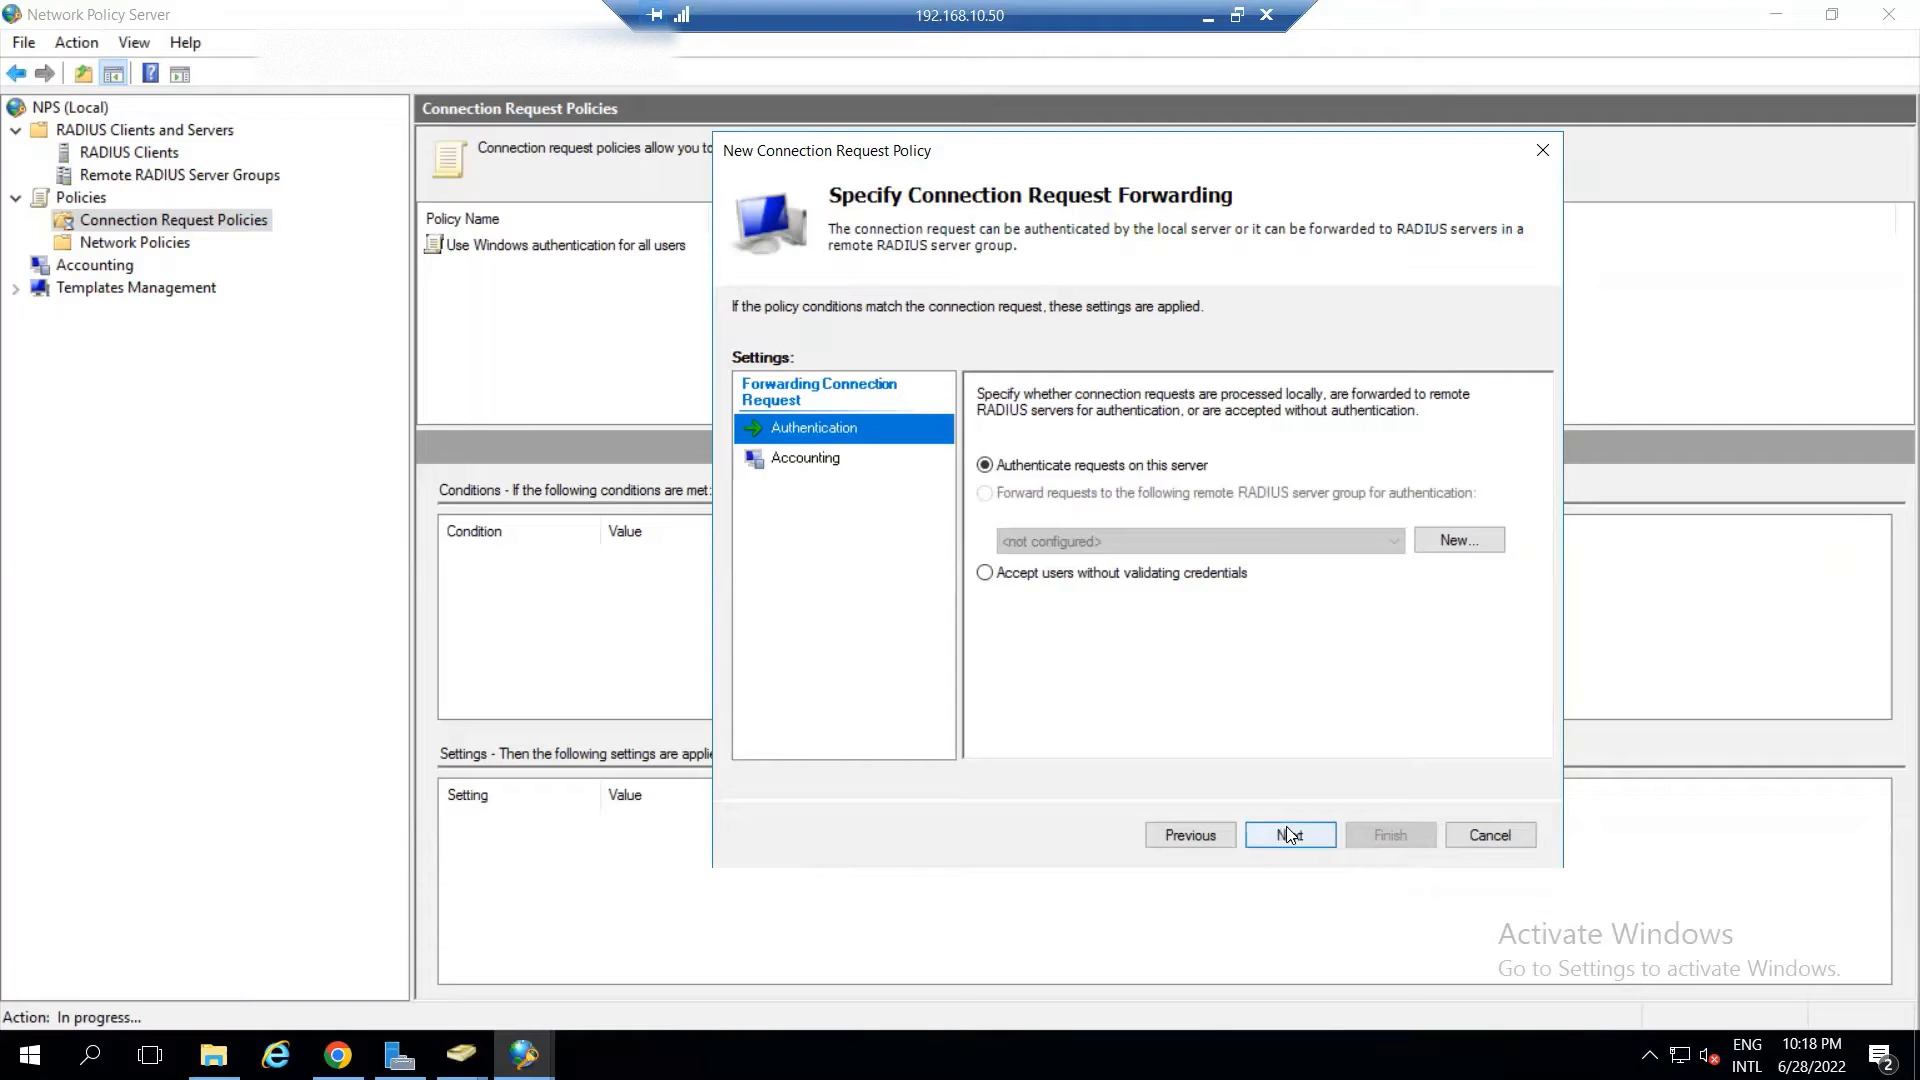 Network Policy Server
192.168.10.50
File Action View Help
NPS (Local)
RADIUS Clients and Servers
RADIUS Clients
Remote RADIUS Server Groups
Policies
Connection Request Policies
Network Policies
Accounting
Templates Management
Connection Request Policies
Connection request policies allow you to
Policy Name
Use Windows authentication for all users
Conditions - If the following conditions are met:
Condition Value
Settings - Then the following settings are applie
Setting Value
New Connection Request Policy
Specify Connection Request Forwarding
The connection request can be authenticated by the local server or it can be forwarded to RADIUS servers in a
remote RADIUS server group.
If the policy conditions match the connection request, these settings are applied.
Settings:
Forwarding Connection
Request
Authentication
Accounting
Specify whether connection requests are processed locally, are forwarded to remote
RADIUS servers for authentication, or are accepted without authentication.
Authenticate requests on this server
Forward requests to the following remote RADIUS server group for authentication:
<not configured>
New...
Accept users without validating credentials
Previous Next Finish Cancel
Activate Windows
Go to Settings to activate Windows.
Action: In progress...
ENG 10:18 PM
INTL 6/28/2022
2